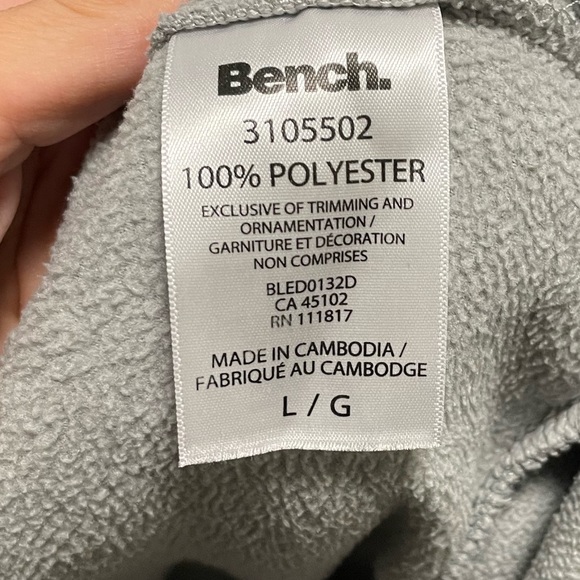 Bench.
3105502
100% POLYESTER
EXCLUSIVE OF TRIMMING AND
ORNAMENTATION /
GARNITURE ET DÉCORATION
NON COMPRISES
BLED0132D
CA 45102
RN 111817
MADE IN CAMBODIA /
FABRIQUÉ AU CAMBODGE
L / G